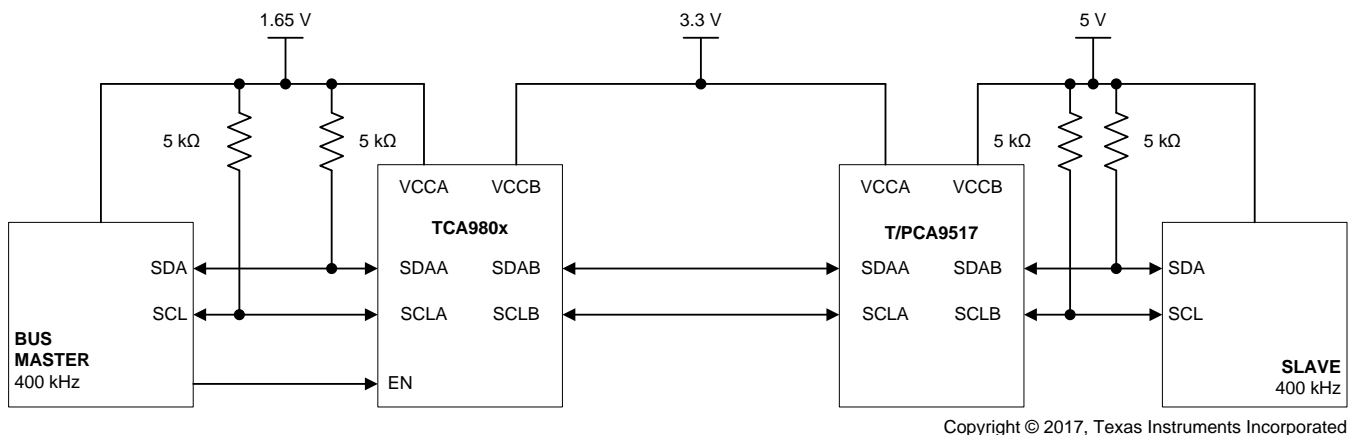 1.65 V
3.3 V
5 V
5 kΩ
5 kΩ
5 kΩ
5 kΩ
VCCA
VCCB
TCA980x
SDAA
SDAB
SCLA
SCLB
EN
VCCA
VCCB
T/PCA9517
SDAA
SDAB
SCLA
SCLB
SDA
SCL
BUS
MASTER
400 kHz
SDA
SCL
SLAVE
400 kHz
Copyright © 2017, Texas Instruments Incorporated